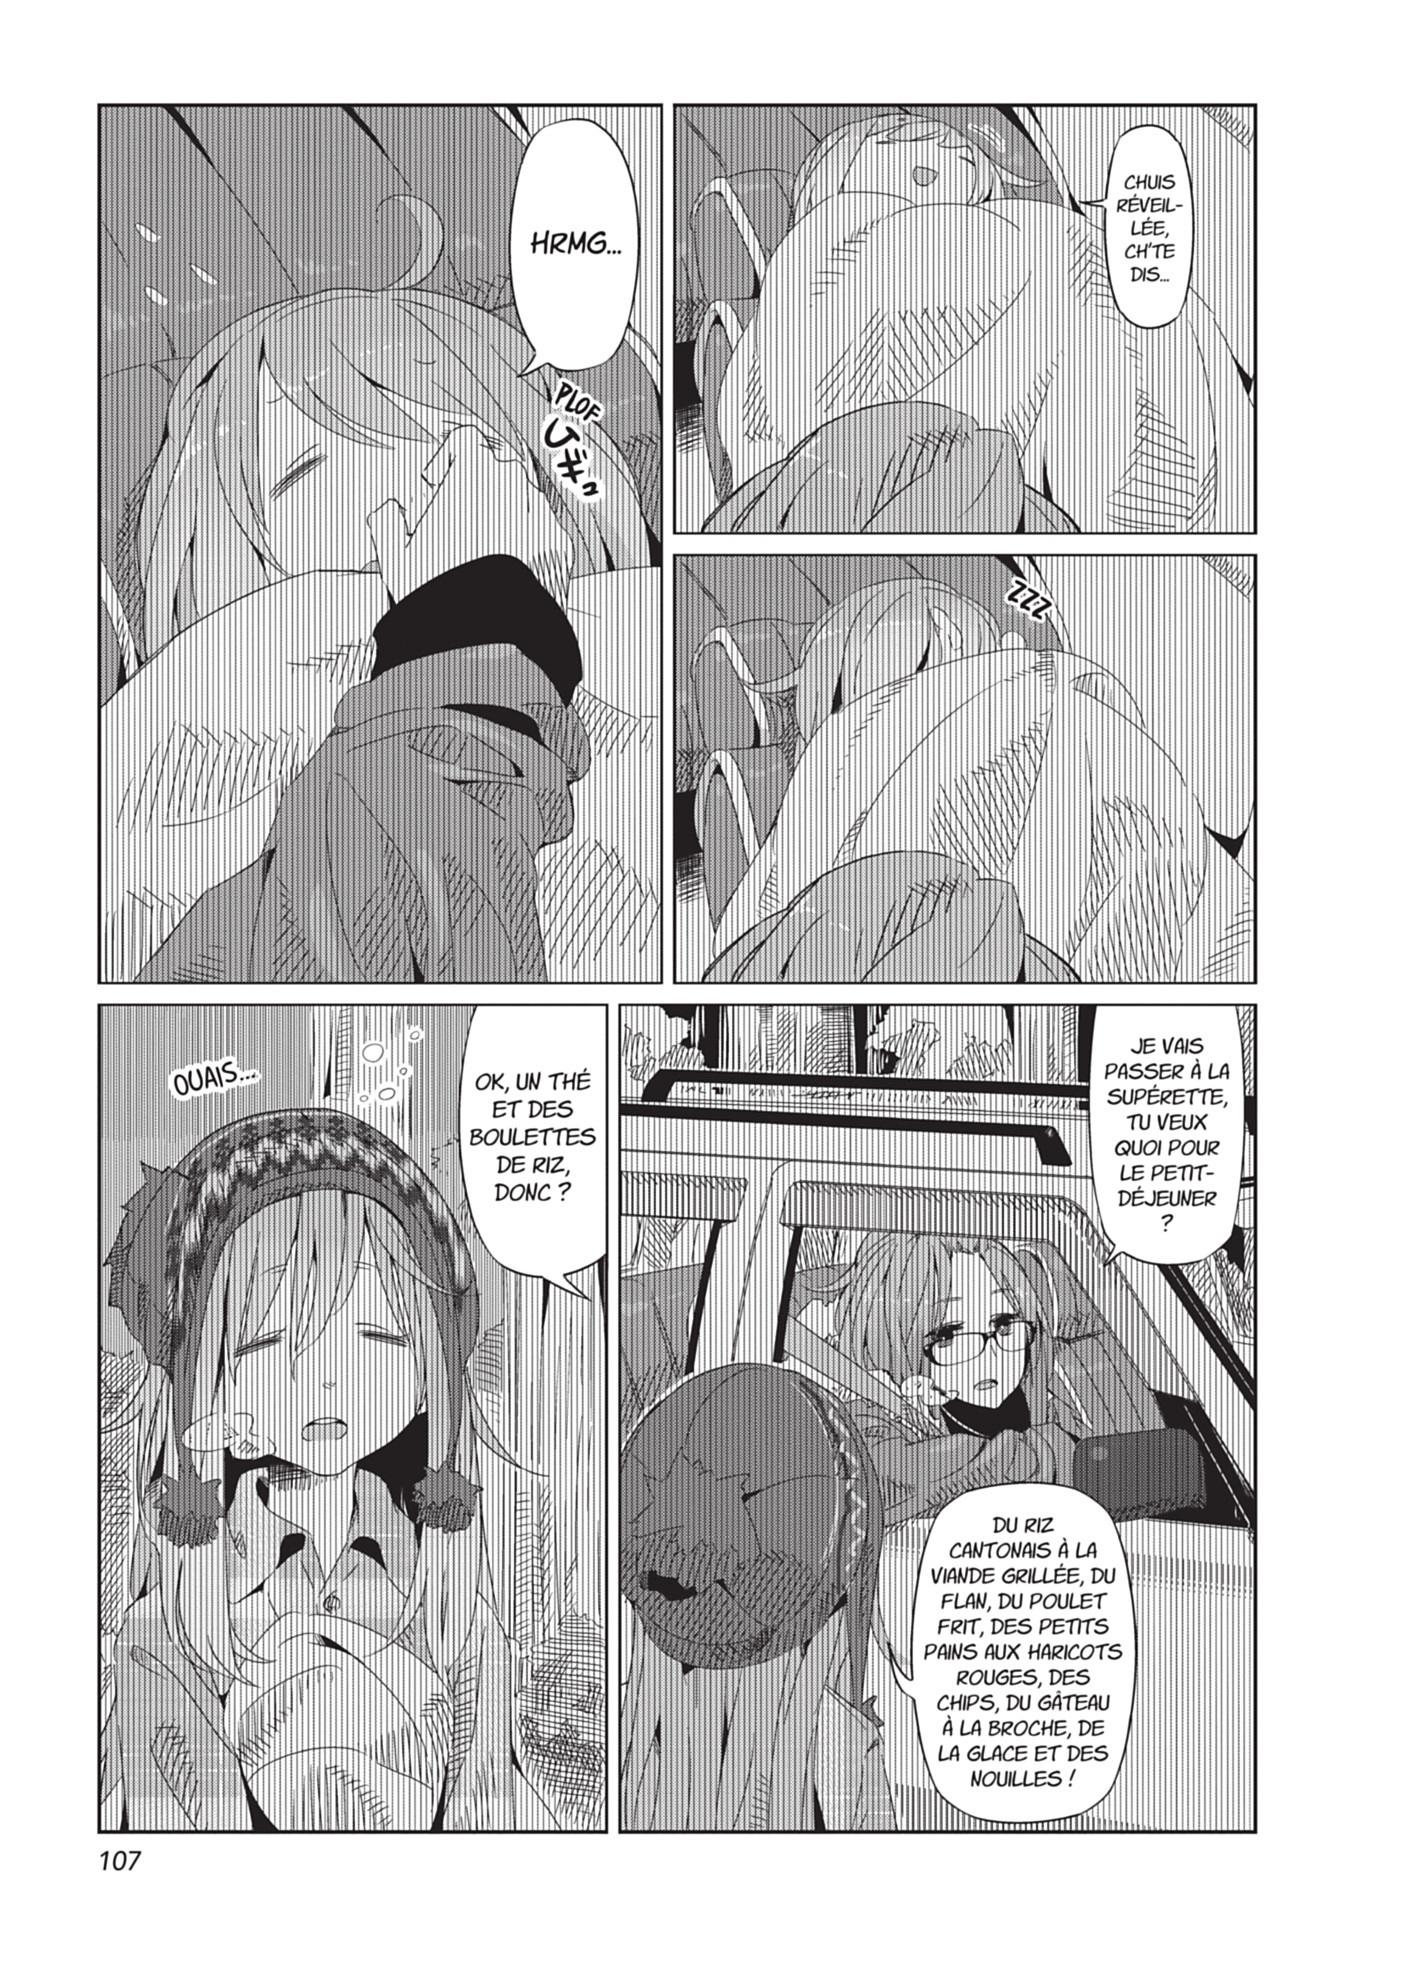 CHUIS
RÉVEIL-
LÉE,
CH'TE
DIS...
ZZZ
HRMG...
PLOF
JE VAIS
PASSER À LA
SUPÉRETTE,
TU VEUX
QUOI POUR
LE PETIT-
DÉJEUNER
?
DU RIZ
CANTONAIS À LA
VIANDE GRILLÉE, DU
FLAN, DU POULET
FRIT, DES PETITS
PAINS AUX HARICOTS
ROUGES, DES
CHIPS, DU GÂTEAU
À LA BROCHE, DE
LA GLACE ET DES
NOUILLES !
OK, UN THÉ
ET DES
BOULETTES
DE RIZ,
DONC ?
OUAIS...
107